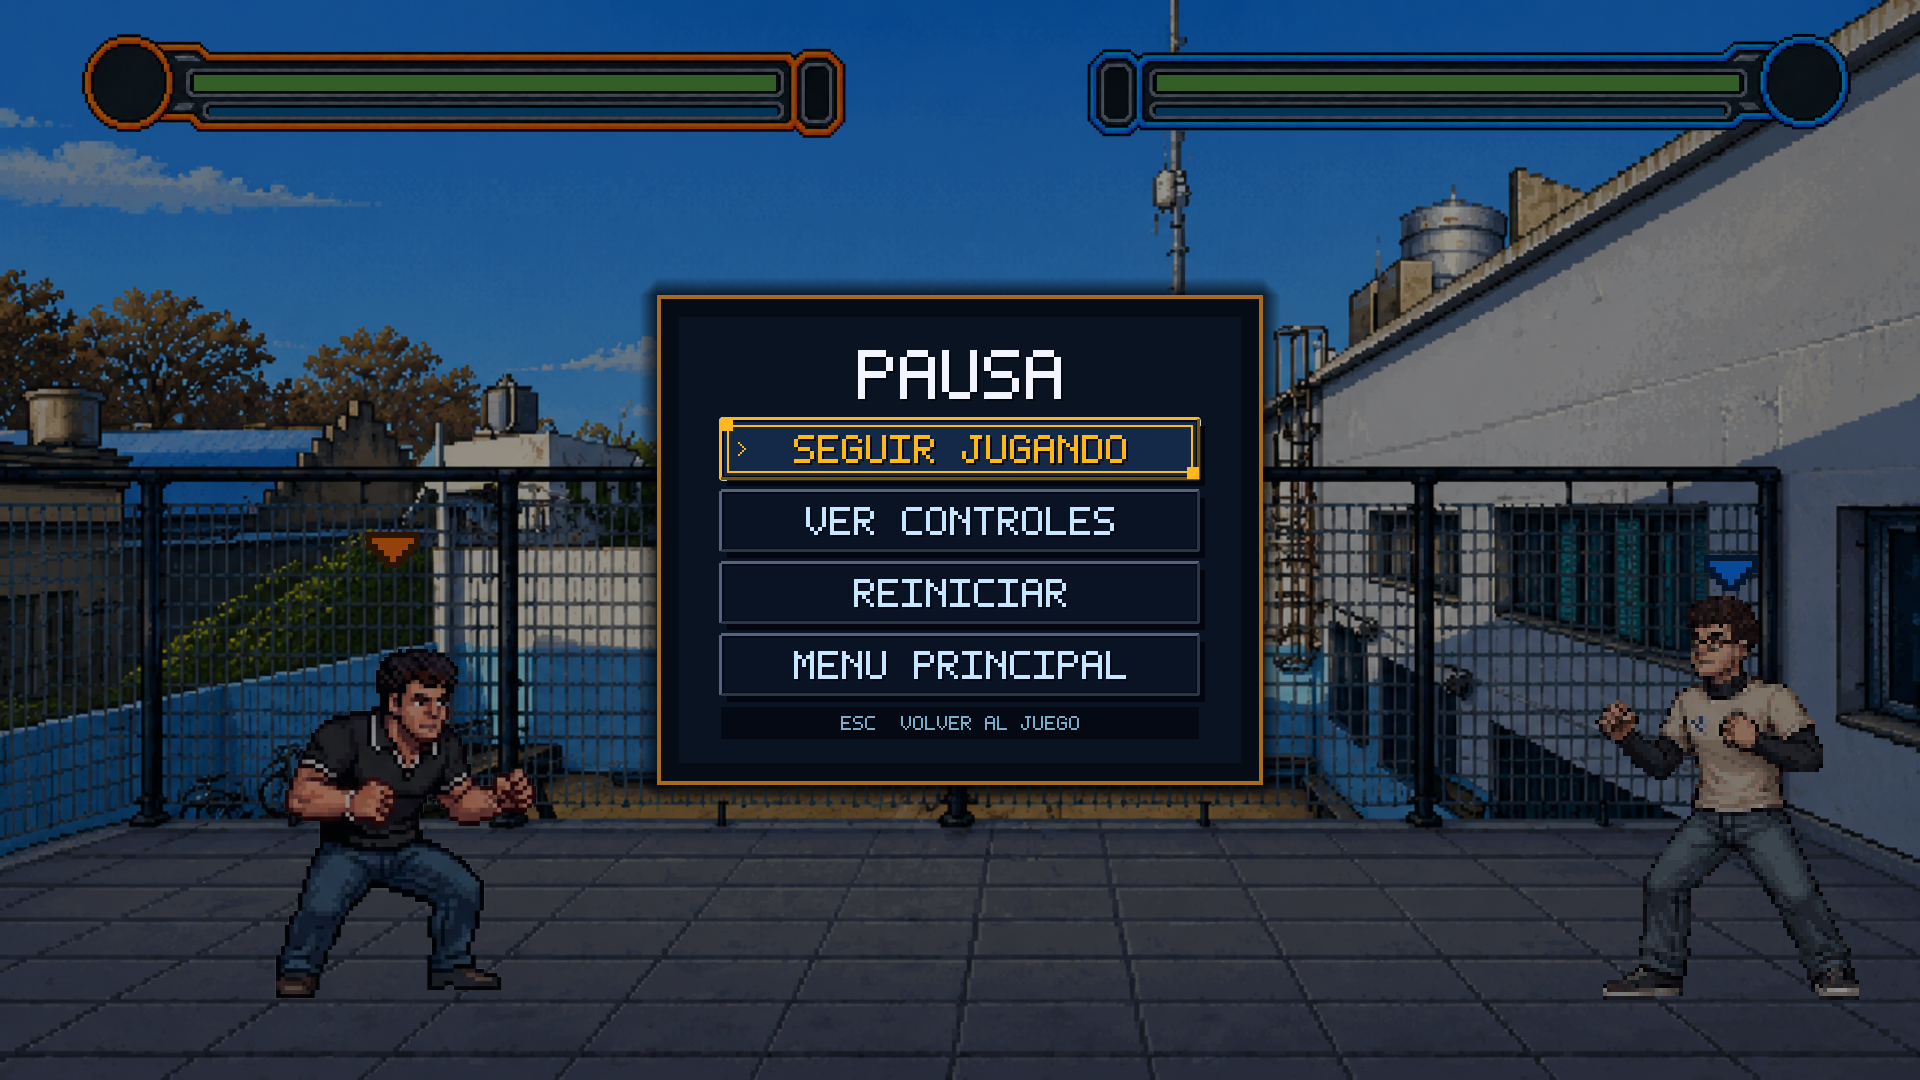 PAUSA
> SEGUIR JUGANDO
VER CONTROLES
REINICIAR
MENU PRINCIPAL
ESC VOLVER AL JUEGO